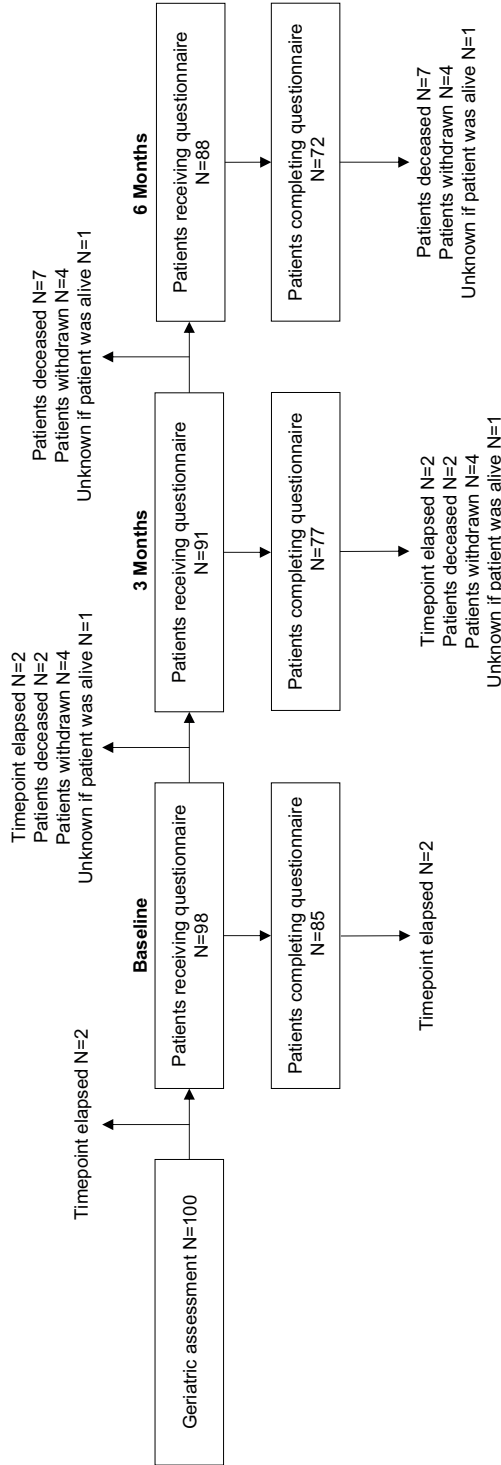 Geriatric assessment N=100
Timepoint elapsed N=2
Baseline
Patients receiving questionnaire
N=98
Patients completing questionnaire
N=85
Timepoint elapsed N=2
Timepoint elapsed N=2
Patients deceased N=2
Patients withdrawn N=4
Unknown if patient was alive N=1
3 Months
Patients receiving questionnaire
N=91
Patients completing questionnaire
N=77
Timepoint elapsed N=2
Patients deceased N=2
Patients withdrawn N=4
Unknown if patient was alive N=1
Patients deceased N=7
Patients withdrawn N=4
Unknown if patient was alive N=1
6 Months
Patients receiving questionnaire
N=88
Patients completing questionnaire
N=72
Patients deceased N=7
Patients withdrawn N=4
Unknown if patient was alive N=1